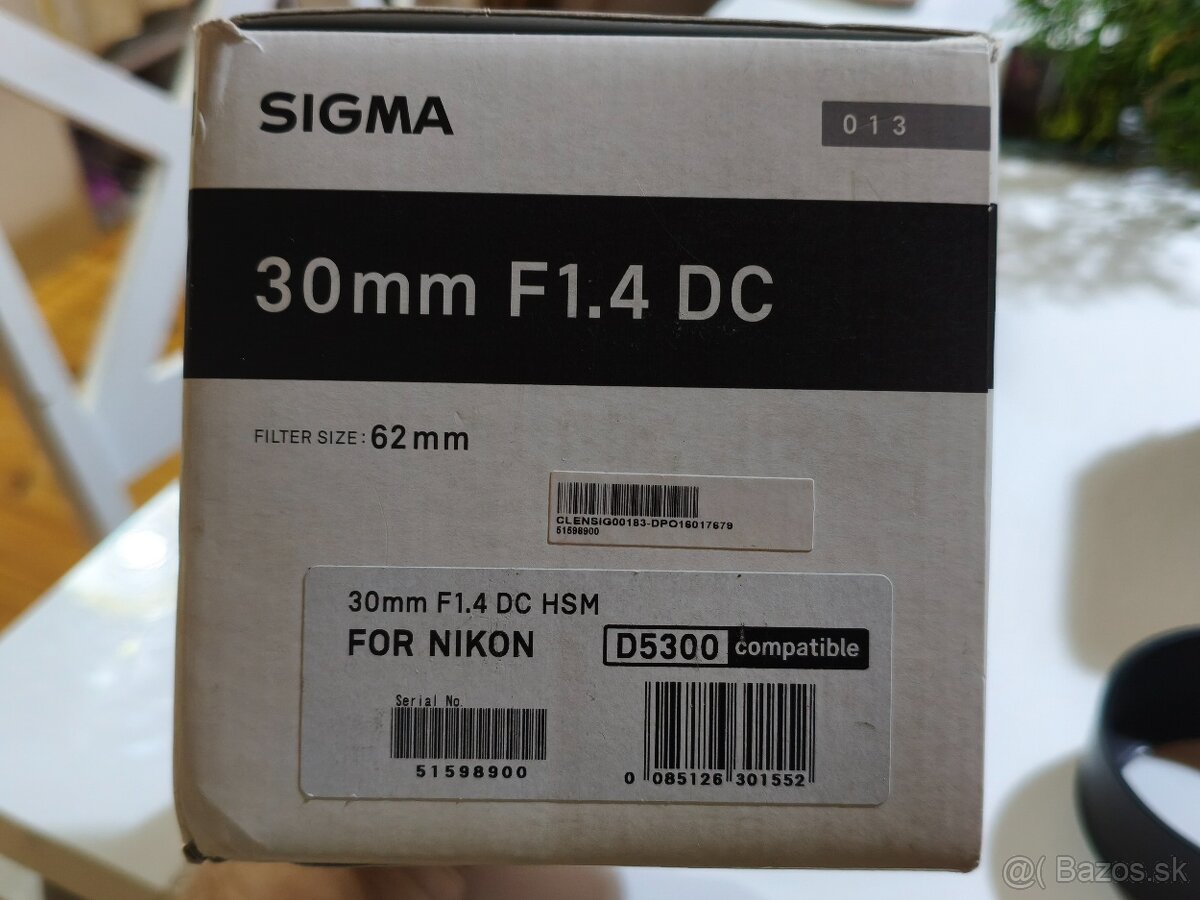 SIGMA
013
30mm F1.4 DC
FILTER SIZE: 62mm
CLENSIG00183-DPO16017679
51598900
30mm F1.4 DC HSM
FOR NIKON
D5300 compatible
Serial No.
51598900
0 085126 301552
@( Bazos.sk